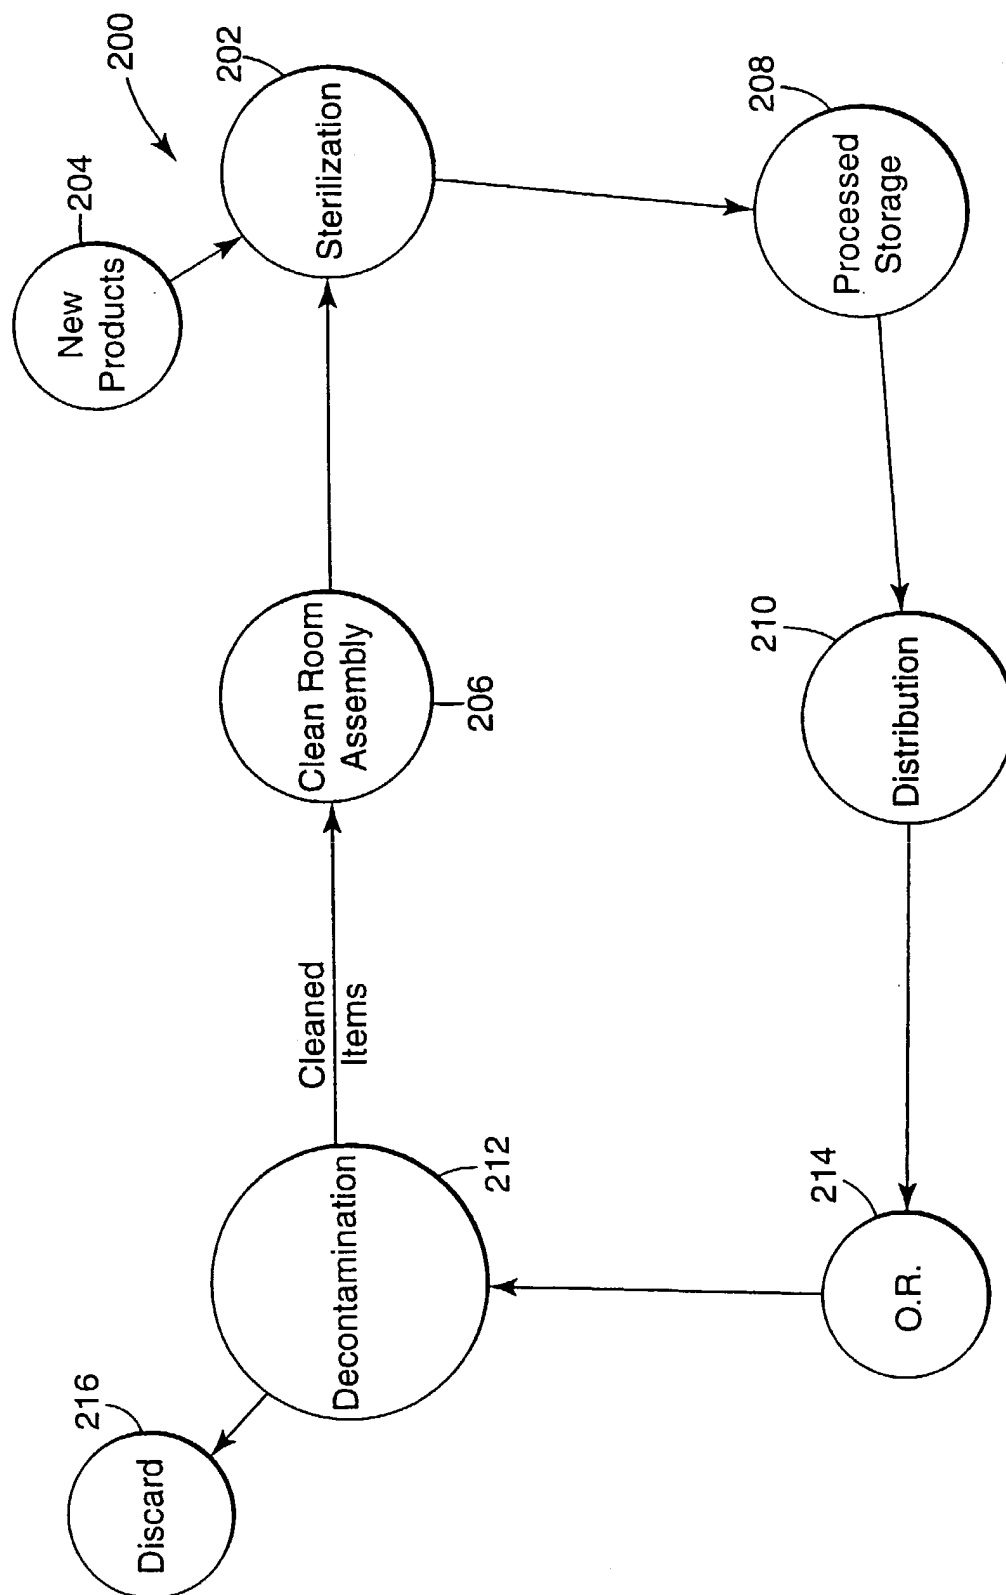 216
Discard
Decontamination
212
Cleaned
Items
Clean Room
Assembly
206
New
Products
204
200
202
Sterilization
214
O.R.
210
Distribution
208
Processed
Storage